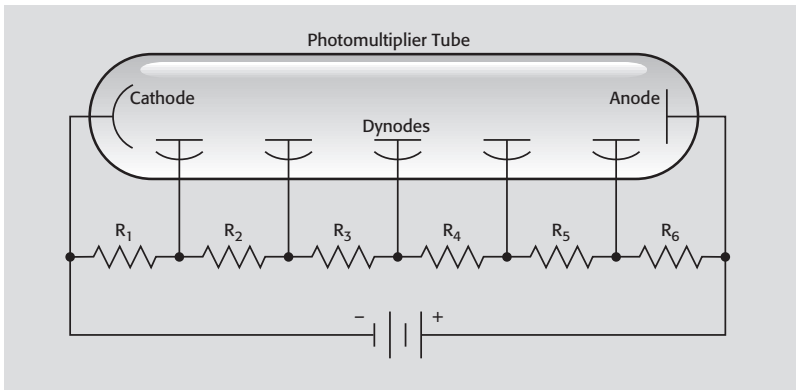 Photomultiplier Tube
Cathode
Anode
Dynodes
R1 R2 R3 R4 R5 R6
– +